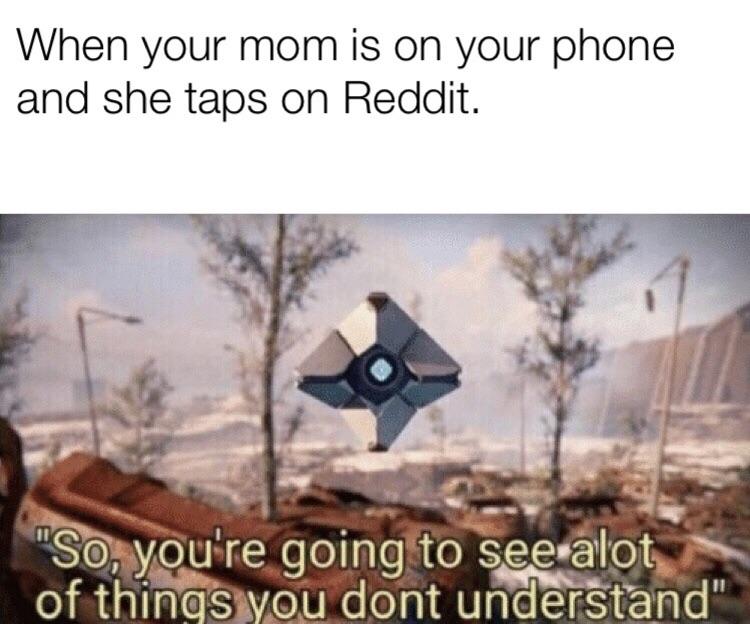 When your mom is on your phone
and she taps on Reddit.
"So, you're going to see alot
of things you dont understand"